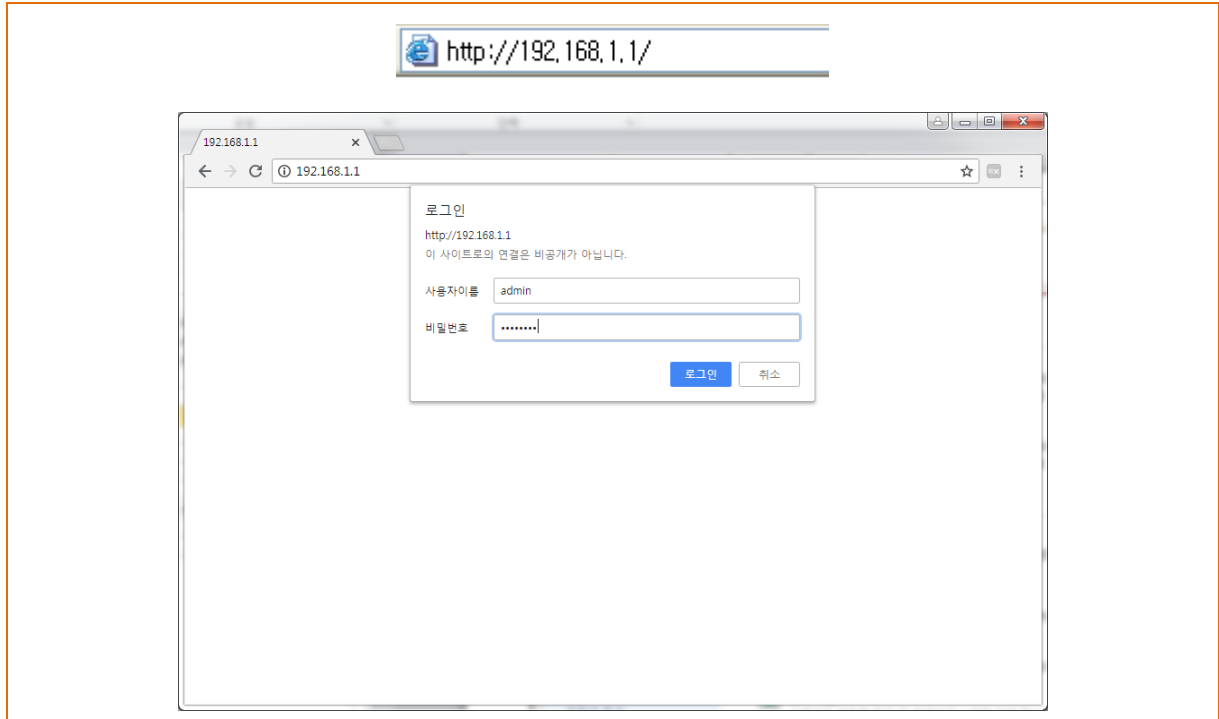 http://192.168.1.1/
192.168.1.1
192.168.1.1
로그인
http://192.168.1.1
이 사이트로의 연결은 비공개가 아닙니다.
사용자이름 admin
비밀번호 ••••••••
로그인 취소